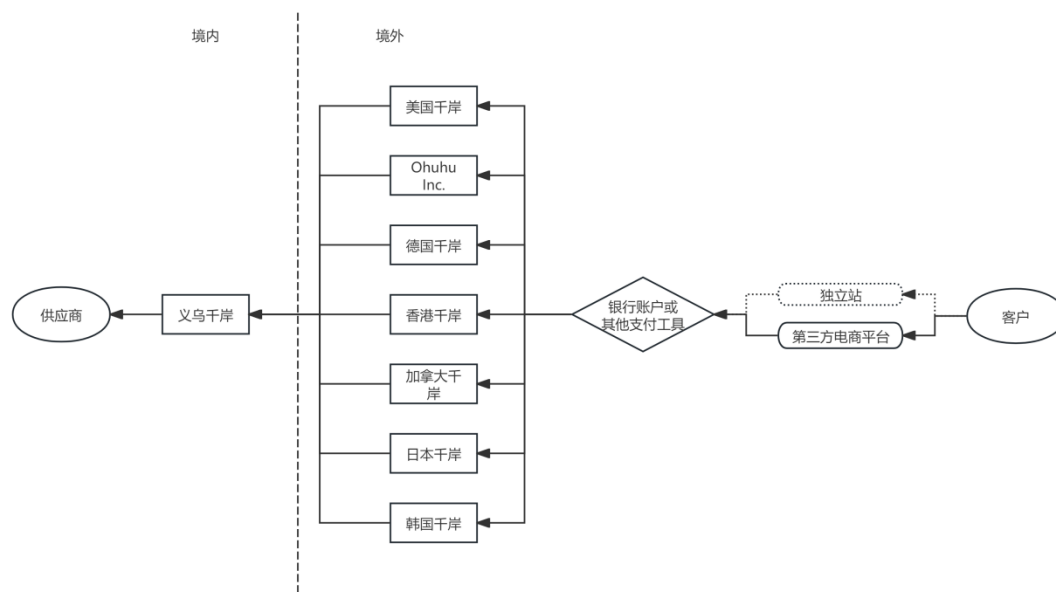 境内
境外
美国千岸
Ohuhu
Inc.
德国千岸
供应商
义乌千岸
香港千岸
银行账户或
其他支付工具
独立站
第三方电商平台
客户
加拿大千
岸
日本千岸
韩国千岸